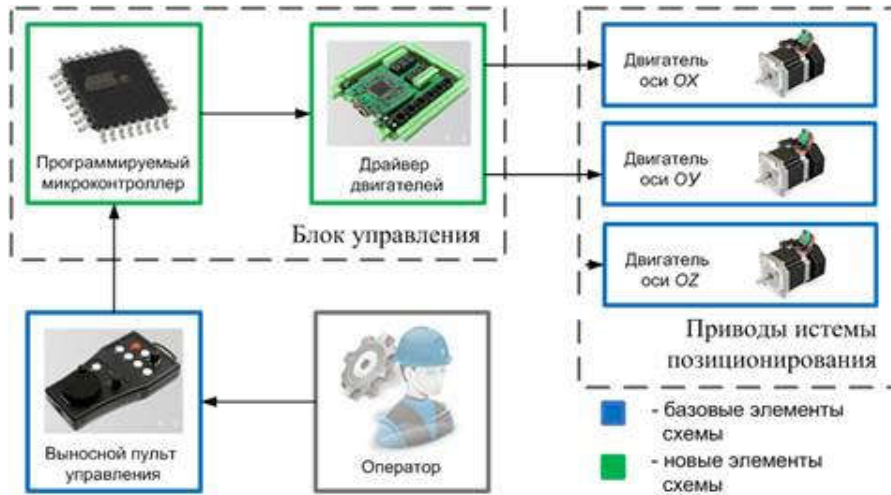 Программируемый
микроконтроллер
Драйвер
двигателей
Блок управления
Двигатель
оси OX
Двигатель
оси ОУ
Двигатель
оси OZ
Приводы истемы
позиционирования
Выносной пульт
управления
Оператор
- базовые элементы
схемы
- новые элементы
схемы